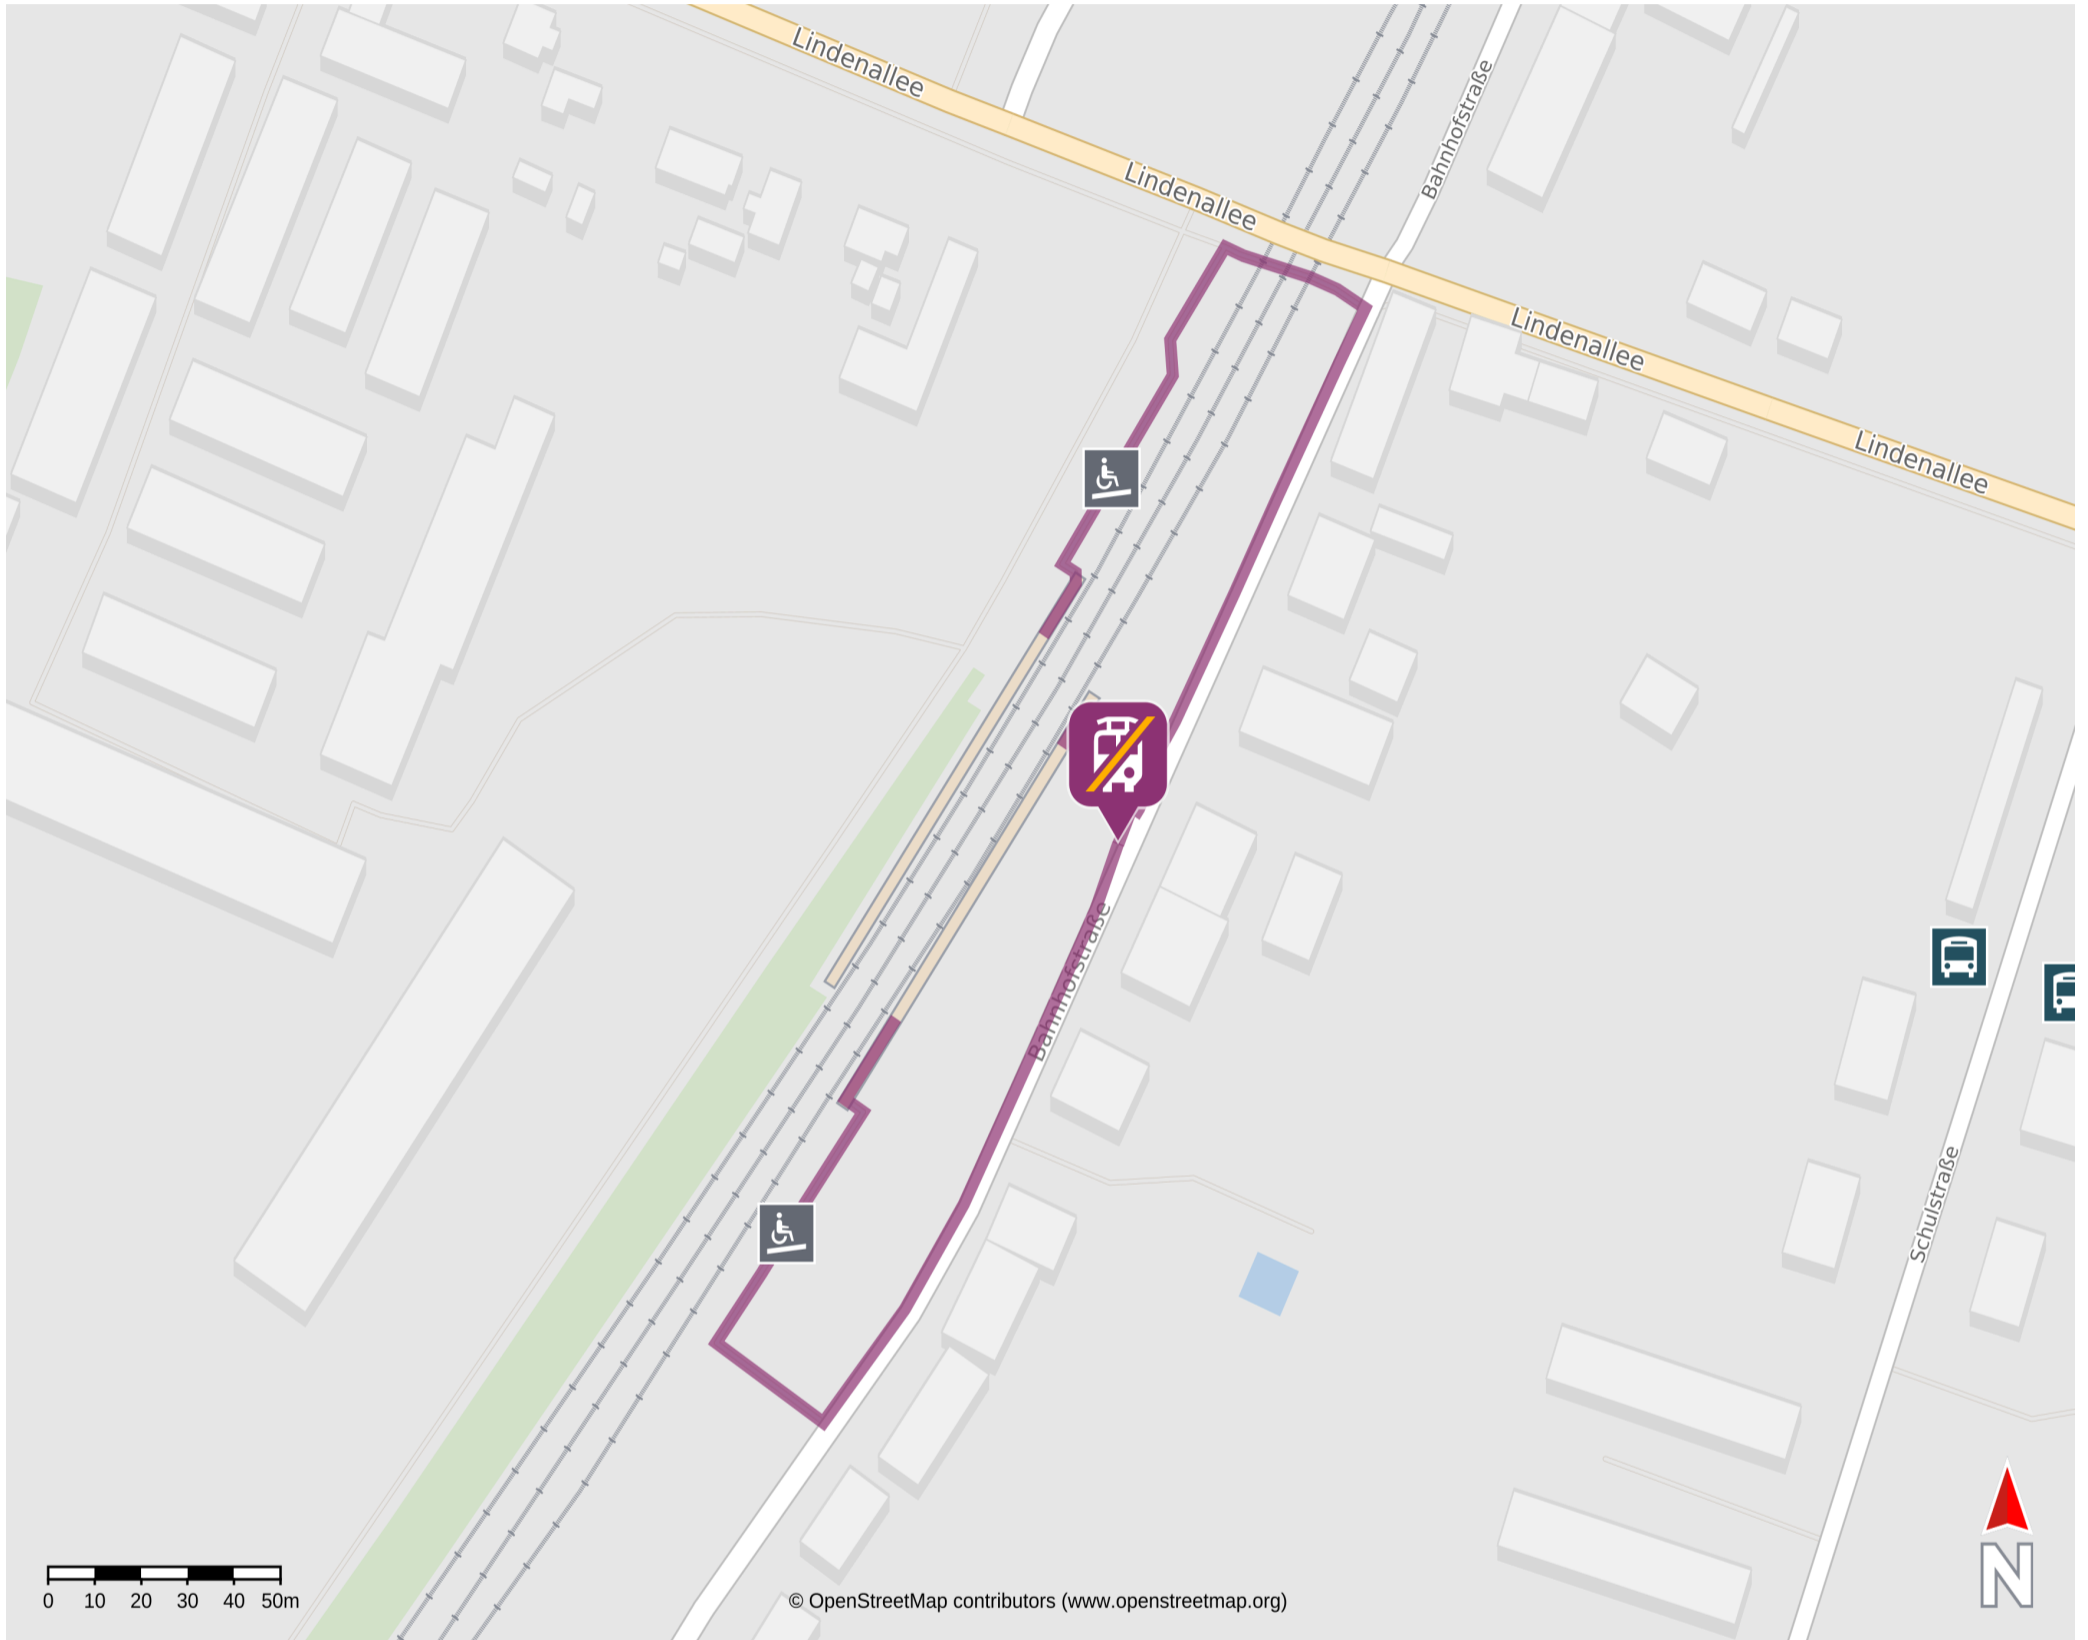 Lindenallee
Bahnhofstraße
Lindenallee
Lindenallee
Lindenallee
Bahnhofstraße
Schulstraße
N
0 10 20 30 40 50m
© OpenStreetMap contributors (www.openstreetmap.org)